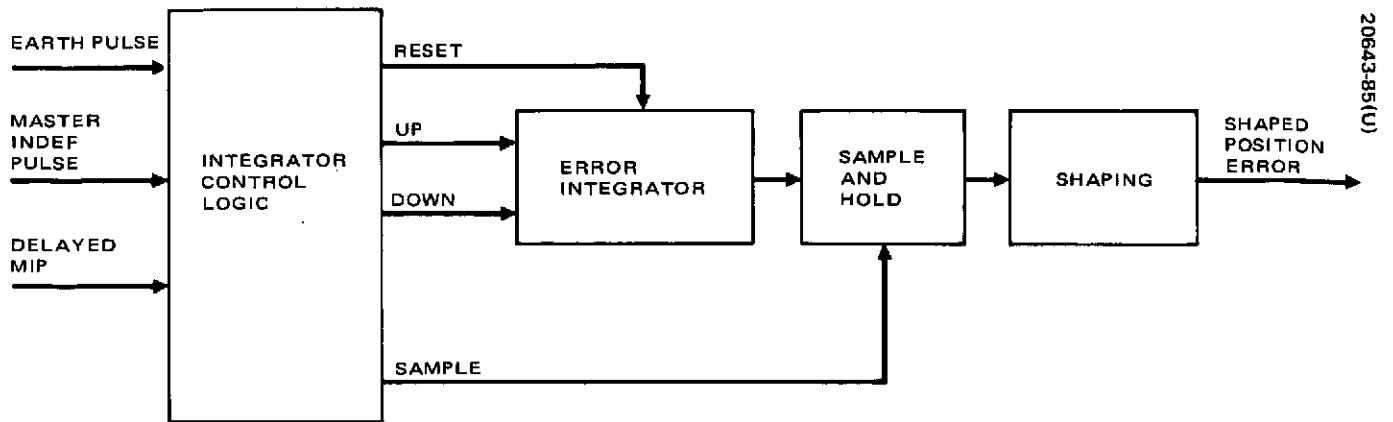 EARTH PULSE
MASTER
INDEF
PULSE
DELAYED
MIP
INTEGRATOR
CONTROL
LOGIC
RESET
UP
DOWN
SAMPLE
ERROR
INTEGRATOR
SAMPLE
AND
HOLD
SHAPING
SHAPED
POSITION
ERROR
20643-85(U)